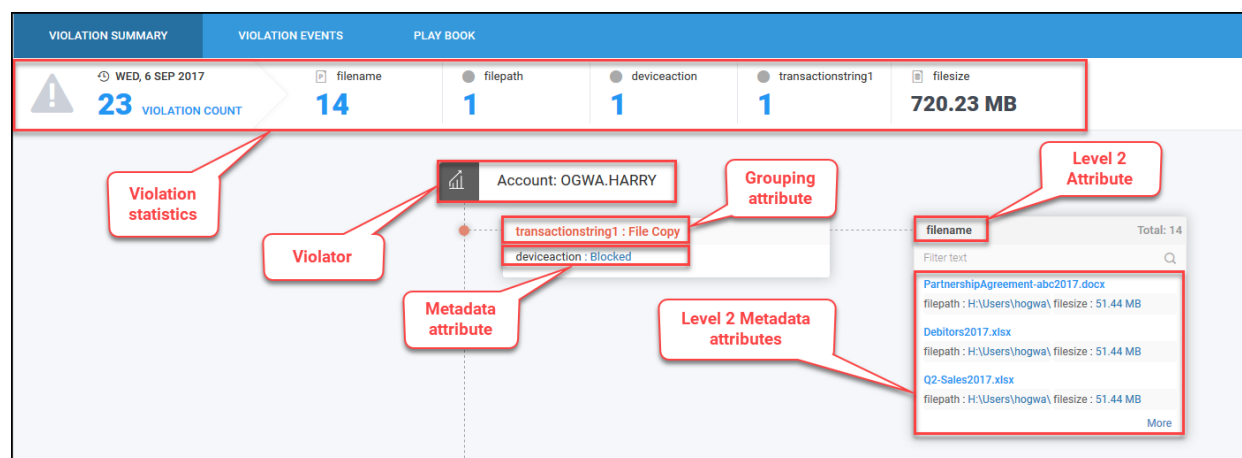 VIOLATION SUMMARY
VIOLATION EVENTS
PLAY BOOK
WED, 6 SEP 2017
23 VIOLATION COUNT
filename
14
filepath
1
deviceaction
1
transactionstring1
1
filesize
720.23 MB
Violation
statistics
Account: OGWA.HARRY
Violator
Grouping
attribute
Level 2
Attribute
transactionstring1 : File Copy
deviceaction : Blocked
Metadata
attribute
Level 2 Metadata
attributes
filename
Total: 14
Filter text
PartnershipAgreement-abc2017.docx
filepath : H:\Users\hogwa\ filesize : 51.44 MB
Debitors2017.xlsx
filepath : H:\Users\hogwa\ filesize : 51.44 MB
Q2-Sales2017.xlsx
filepath : H:\Users\hogwa\ filesize : 51.44 MB
More